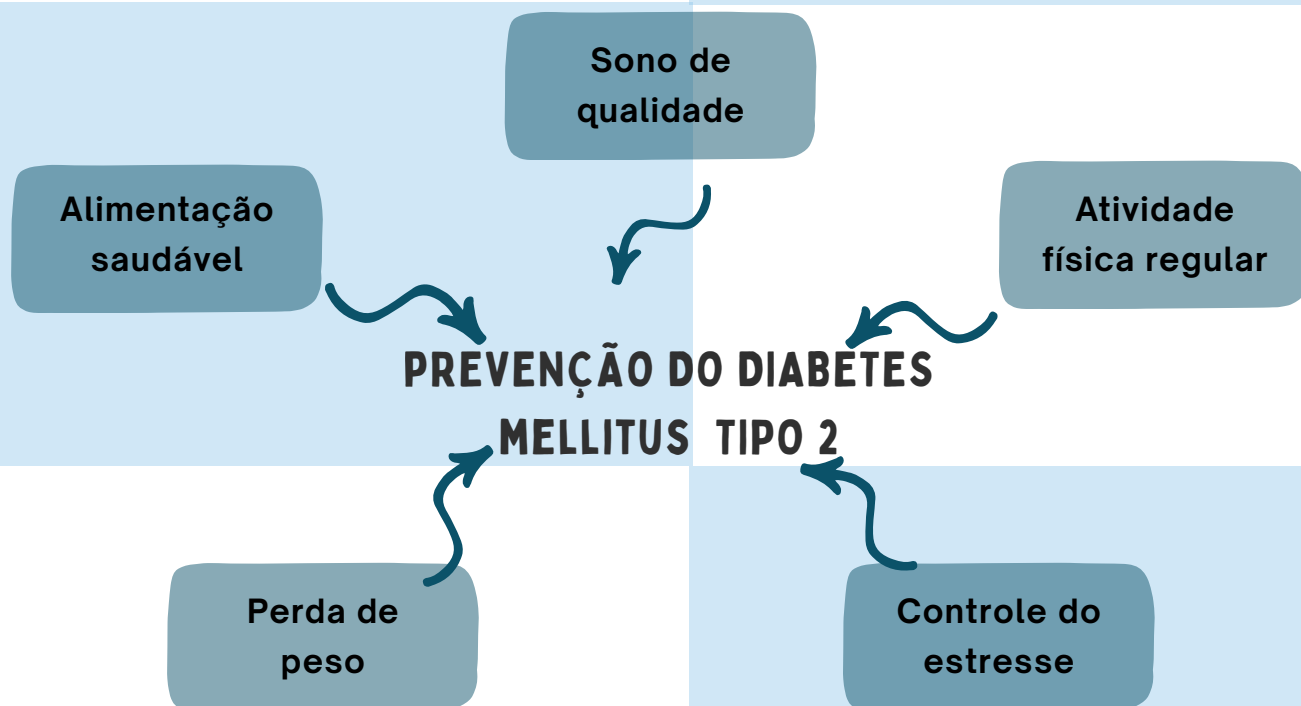 Sono de
qualidade
Alimentação
saudável
Atividade
física regular
PREVENÇÃO DO DIABETES
MELLITUS TIPO 2
Perda de
peso
Controle do
estresse